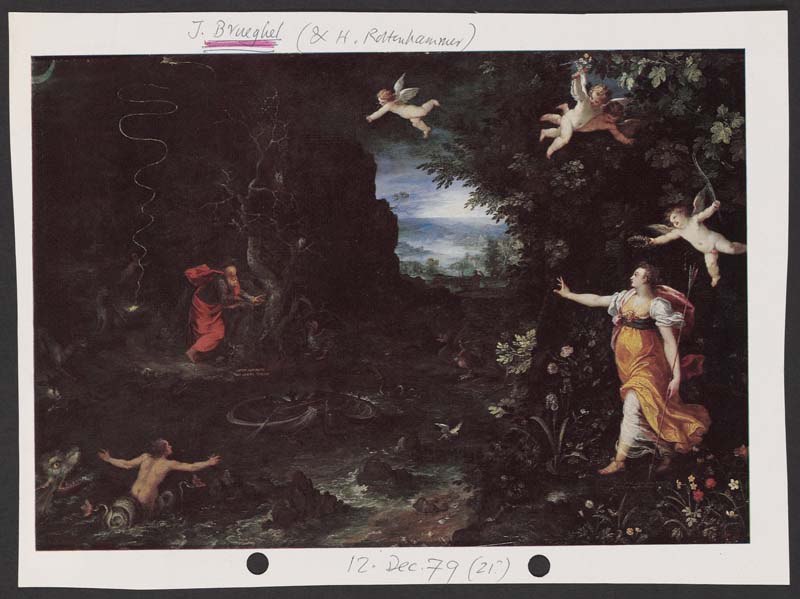 J. Brueghel (& H. Rottenhammer)
12. Dec. 79 (21.)